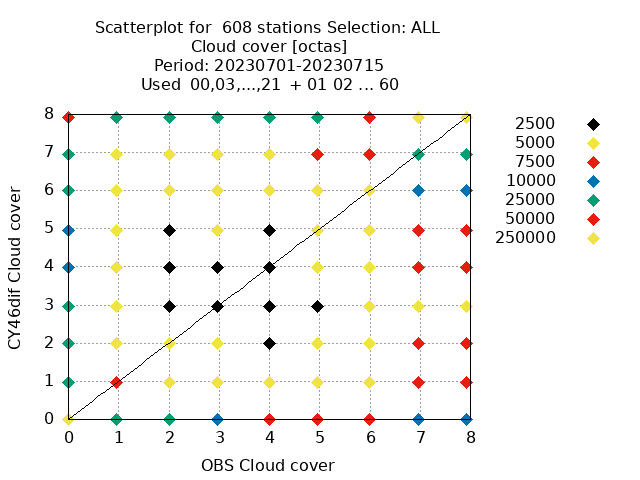 Scatterplot for  608 stations Selection: ALL
Cloud cover [octas]
Period: 20230701-20230715
Used  00,03,...,21  + 01 02 ... 60
8
7
6
5
4
3
2
1
0
0 1 2 3 4 5 6 7 8
CY46dif Cloud cover
OBS Cloud cover
2500
5000
7500
10000
25000
50000
250000